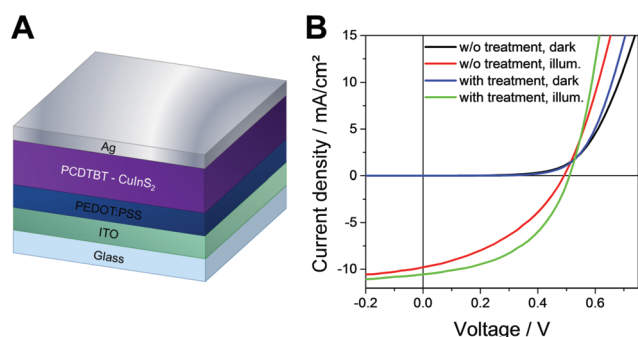 A
Ag
PCDTBT - CuInS₂
PEDOT:PSS
ITO
Glass
B
15
10
5
0
-5
-10
-0.2 0.0 0.2 0.4 0.6
Current density / mA/cm²
Voltage / V
w/o treatment, dark
w/o treatment, illum.
with treatment, dark
with treatment, illum.